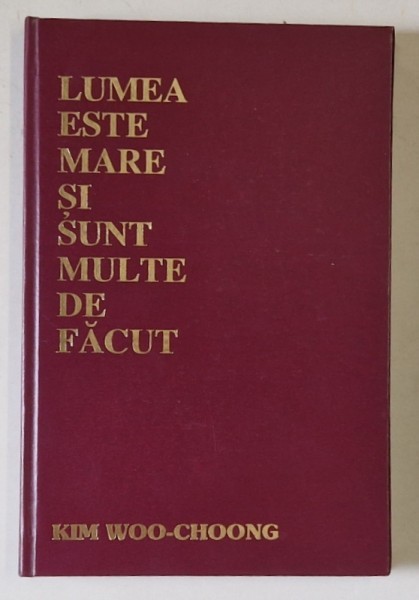 LUMEA
ESTE
MARE
ȘI
SUNT
MULTE
DE
FĂCUT
KIM WOO-CHOONG